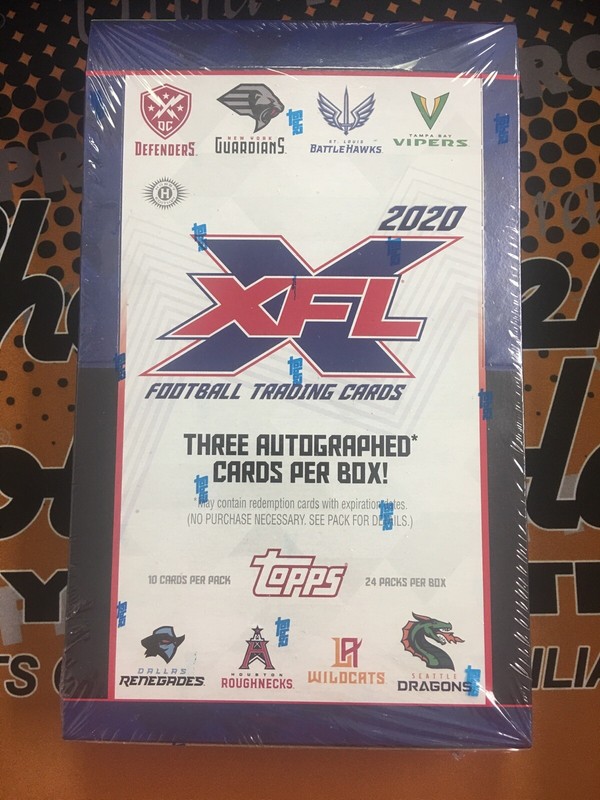 DC
DEFENDERS
NEW YORK
GUARDIANS
ST. LOUIS
BATTLEHAWKS
TAMPA BAY
VIPERS
H
2020
XFL
FOOTBALL TRADING CARDS
THREE AUTOGRAPHED*
CARDS PER BOX!
*May contain redemption cards with expiration dates.
(NO PURCHASE NECESSARY. SEE PACK FOR DETAILS.)
10 CARDS PER PACK
topps
24 PACKS PER BOX
DALLAS
RENEGADES
HOUSTON
ROUGHNECKS
LA
WILDCATS
SEATTLE
DRAGONS